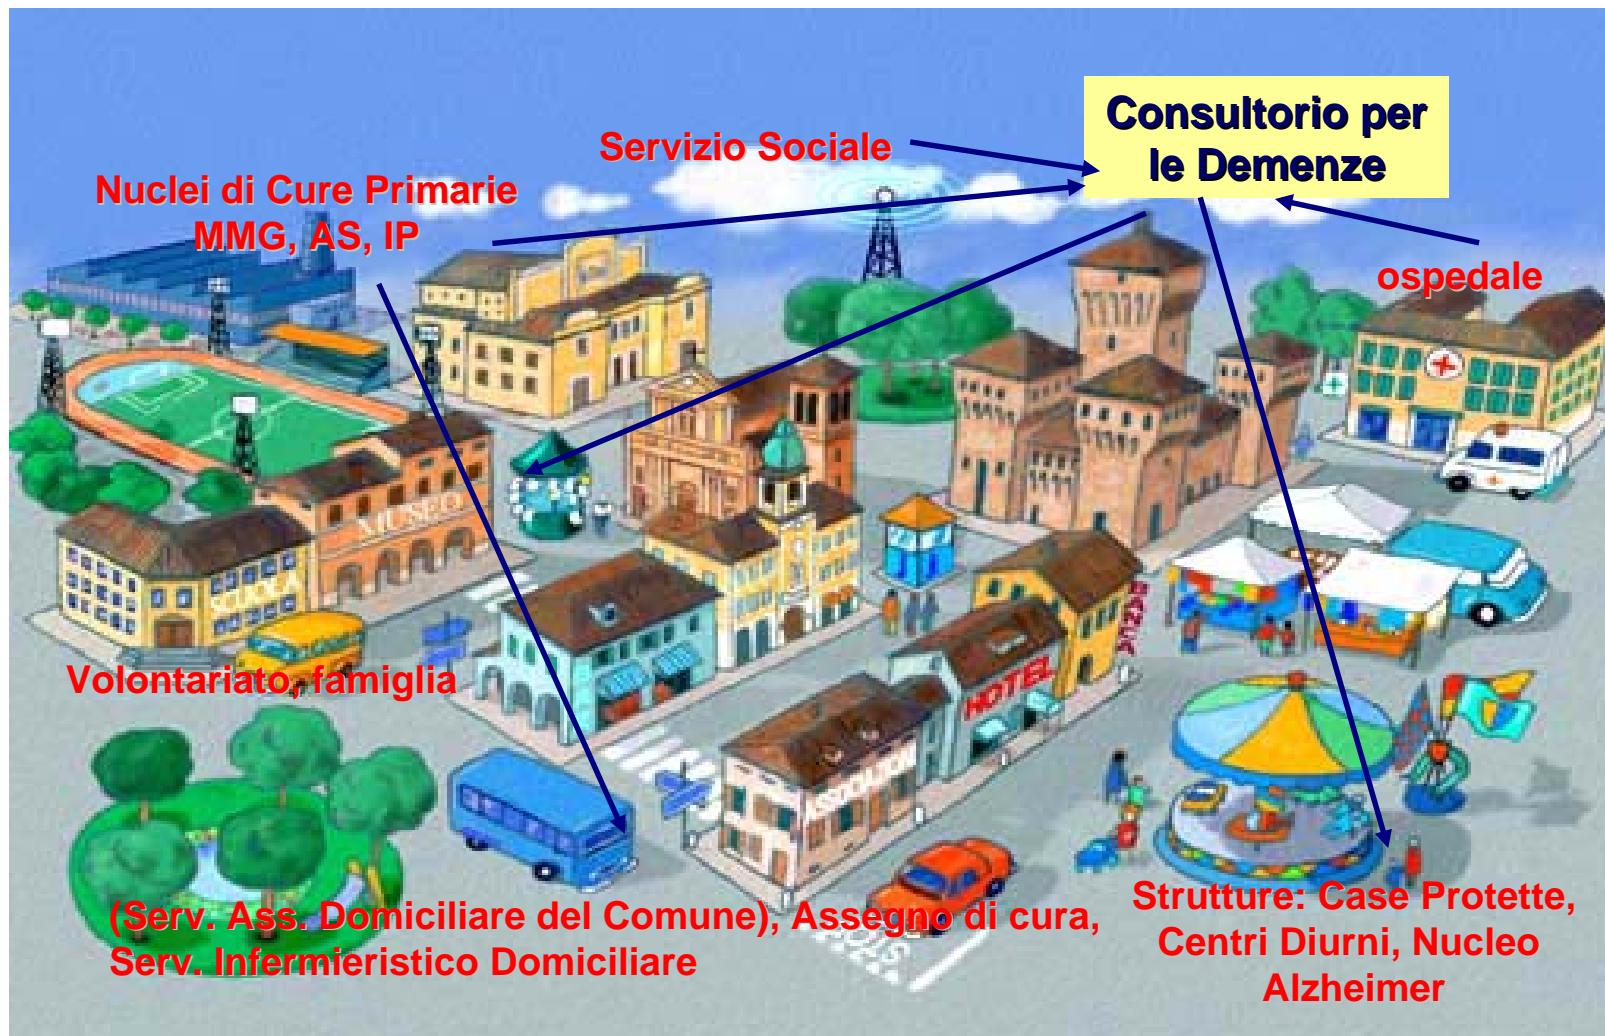 Consultorio per
le Demenze
Servizio Sociale
Nuclei di Cure Primarie
MMG, AS, IP
ospedale
MUSEO
SCUOLA
BANCA
HOTEL
Volontariato, famiglia
(Serv. Ass. Domiciliare del Comune), Assegno di cura,
Serv. Infermieristico Domiciliare
Strutture: Case Protette,
Centri Diurni, Nucleo
Alzheimer